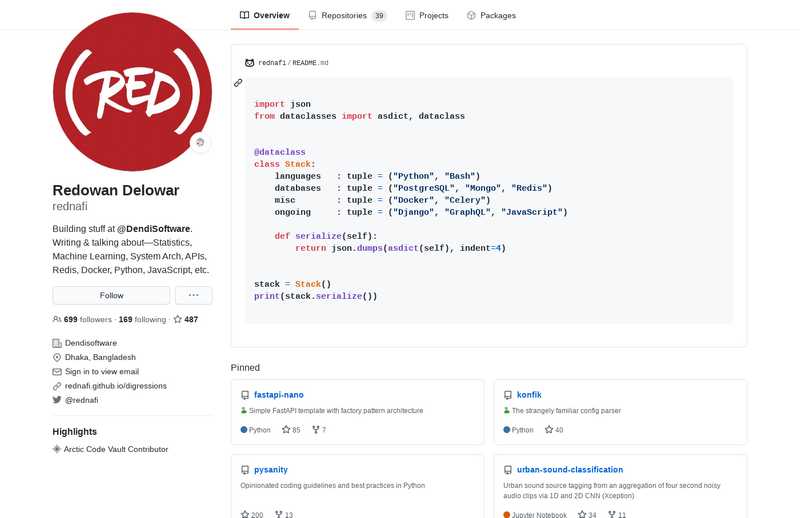 Overview
Repositories 39
Projects
Packages
RED
Redowan Delowar
rednafi
Building stuff at @DendiSoftware.
Writing & talking about—Statistics,
Machine Learning, System Arch, APIs,
Redis, Docker, Python, JavaScript, etc.
Follow
···
699 followers · 169 following · 487
Dendisoftware
Dhaka, Bangladesh
Sign in to view email
rednafi.github.io/digressions
@rednafi
Highlights
Arctic Code Vault Contributor
rednafi / README.md
import json
from dataclasses import asdict, dataclass
@dataclass
class Stack:
    languages   : tuple = ("Python", "Bash")
    databases   : tuple = ("PostgreSQL", "Mongo", "Redis")
    misc        : tuple = ("Docker", "Celery")
    ongoing     : tuple = ("Django", "GraphQL", "JavaScript")
    def serialize(self):
        return json.dumps(asdict(self), indent=4)
stack = Stack()
print(stack.serialize())
Pinned
fastapi-nano
Simple FastAPI template with factory pattern architecture
Python 85 7
konfik
The strangely familiar config parser
Python 40
pysanity
Opinionated coding guidelines and best practices in Python
200 13
urban-sound-classification
Urban sound source tagging from an aggregation of four second noisy
audio clips via 1D and 2D CNN (Xception)
Jupyter Notebook 34 11